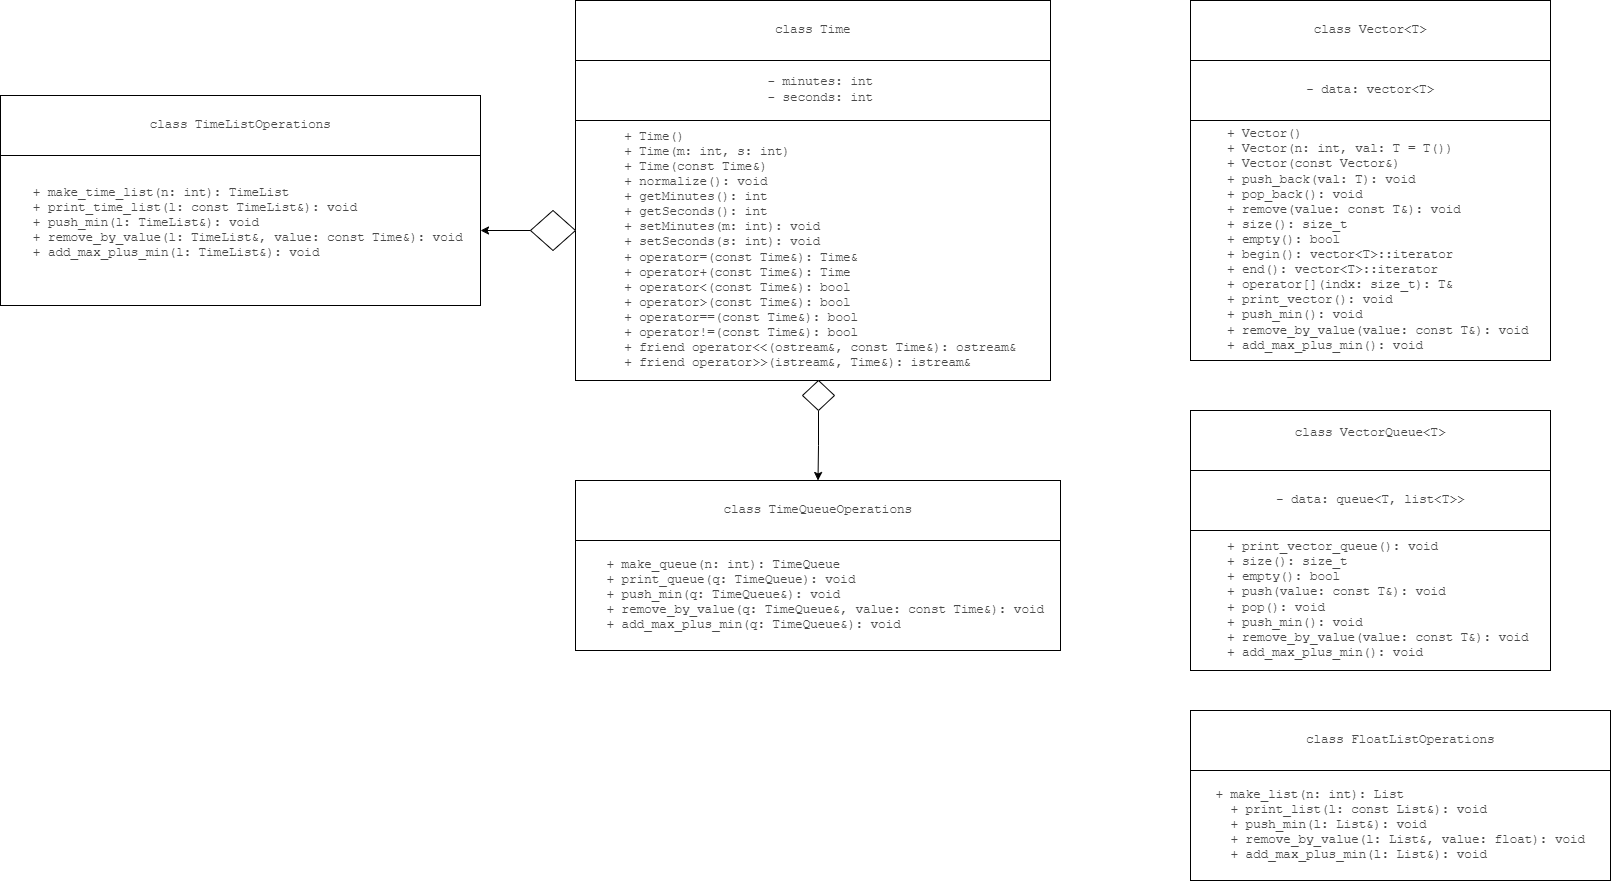 class Time
- minutes: int
- seconds: int
+ Time()
+ Time(m: int, s: int)
+ Time(const Time&)
+ normalize(): void
+ getMinutes(): int
+ getSeconds(): int
+ setMinutes(m: int): void
+ setSeconds(s: int): void
+ operator=(const Time&): Time&
+ operator+(const Time&): Time
+ operator<(const Time&): bool
+ operator>(const Time&): bool
+ operator==(const Time&): bool
+ operator!=(const Time&): bool
+ friend operator<<(ostream&, const Time&): ostream&
+ friend operator>>(istream&, Time&): istream&
class TimeListOperations
+ make_time_list(n: int): TimeList
+ print_time_list(l: const TimeList&): void
+ push_min(l: TimeList&): void
+ remove_by_value(l: TimeList&, value: const Time&): void
+ add_max_plus_min(l: TimeList&): void
class TimeQueueOperations
+ make_queue(n: int): TimeQueue
+ print_queue(q: TimeQueue): void
+ push_min(q: TimeQueue&): void
+ remove_by_value(q: TimeQueue&, value: const Time&): void
+ add_max_plus_min(q: TimeQueue&): void
class Vector<T>
- data: vector<T>
+ Vector()
+ Vector(n: int, val: T = T())
+ Vector(const Vector&)
+ push_back(val: T): void
+ pop_back(): void
+ remove(value: const T&): void
+ size(): size_t
+ empty(): bool
+ begin(): vector<T>::iterator
+ end(): vector<T>::iterator
+ operator[](indx: size_t): T&
+ print_vector(): void
+ push_min(): void
+ remove_by_value(value: const T&): void
+ add_max_plus_min(): void
class VectorQueue<T>
- data: queue<T, list<T>>
+ print_vector_queue(): void
+ size(): size_t
+ empty(): bool
+ push(value: const T&): void
+ pop(): void
+ push_min(): void
+ remove_by_value(value: const T&): void
+ add_max_plus_min(): void
class FloatListOperations
+ make_list(n: int): List
+ print_list(l: const List&): void
+ push_min(l: List&): void
+ remove_by_value(l: List&, value: float): void
+ add_max_plus_min(l: List&): void